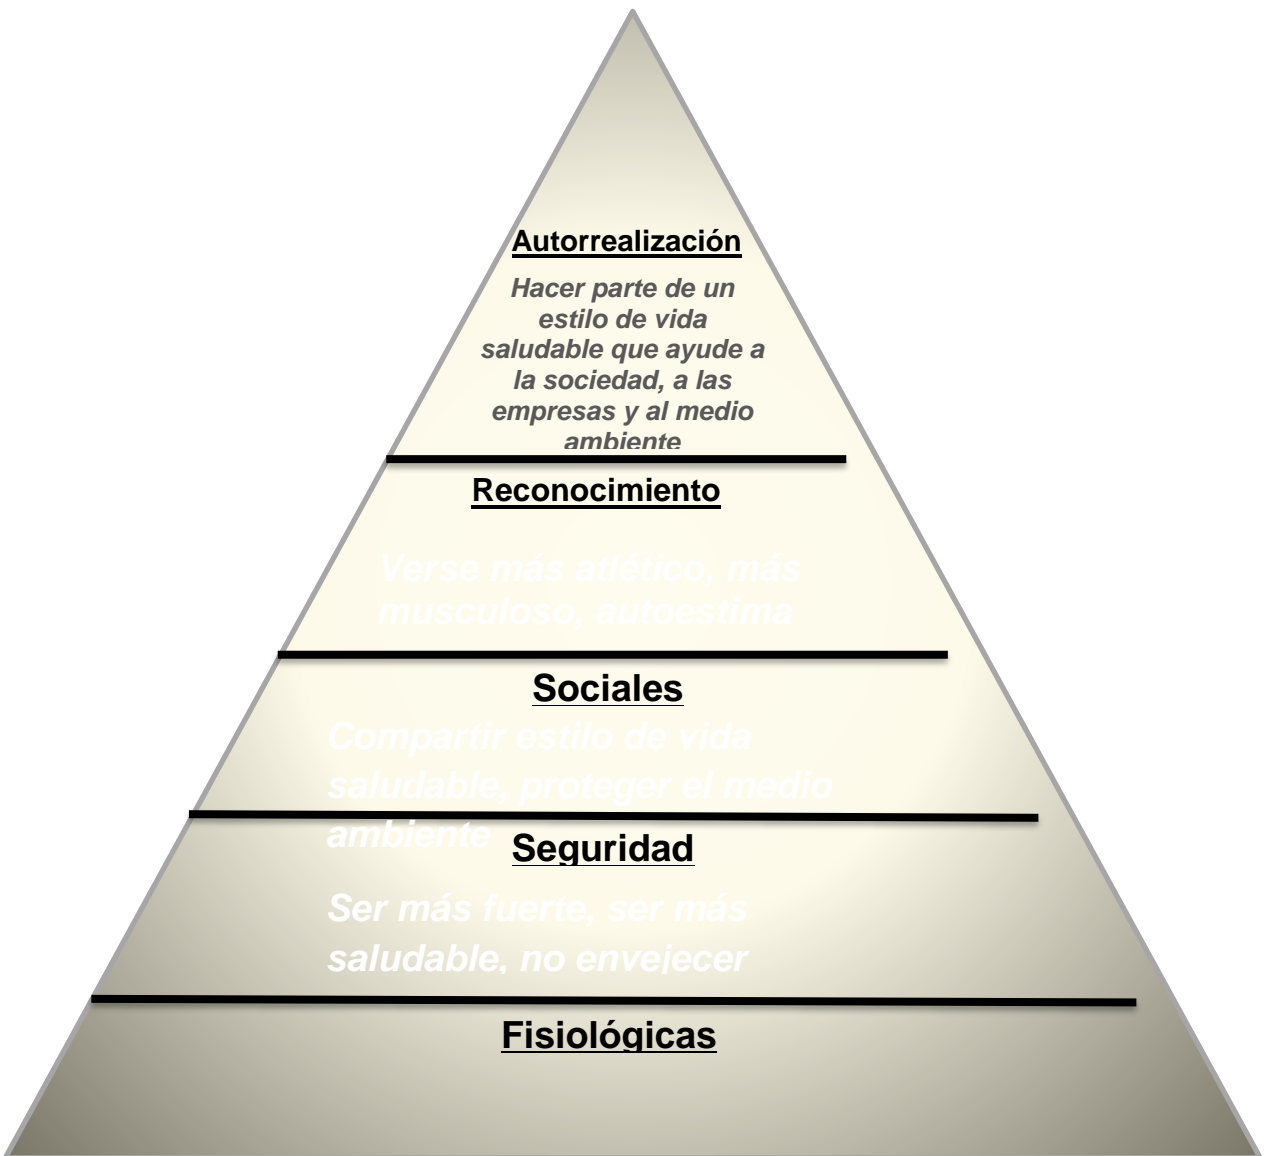 Autorrealización
Hacer parte de un
estilo de vida
saludable que ayude a
la sociedad, a las
empresas y al medio
ambiente
Reconocimiento
Verse más atlético, más
musculoso, autoestima
Sociales
Compartir estilo de vida
saludable, proteger el medio
ambiente
Seguridad
Ser más fuerte, ser más
saludable, no envejecer
Fisiológicas